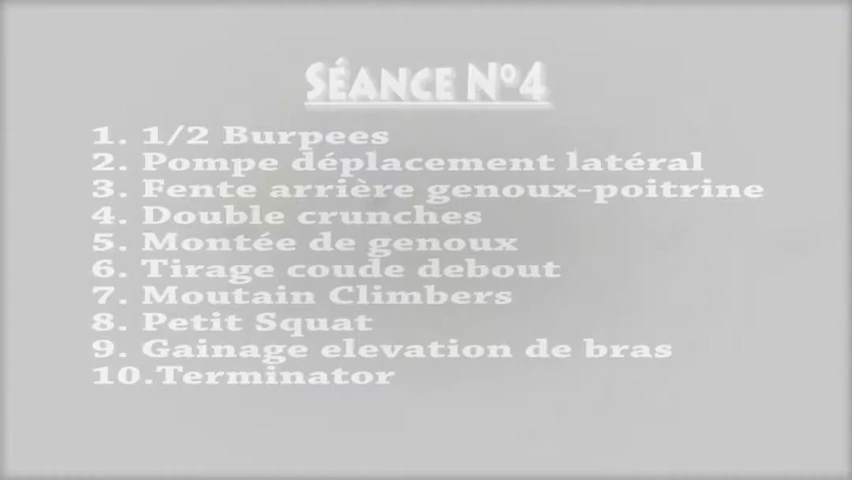 SÉANCE Nº4
1. 1/2 Burpees
2. Pompe déplacement latéral
3. Fente arrière genoux-poitrine
4. Double crunches
5. Montée de genoux
6. Tirage coude debout
7. Moutain Climbers
8. Petit Squat
9. Gainage elevation de bras
10.Terminator